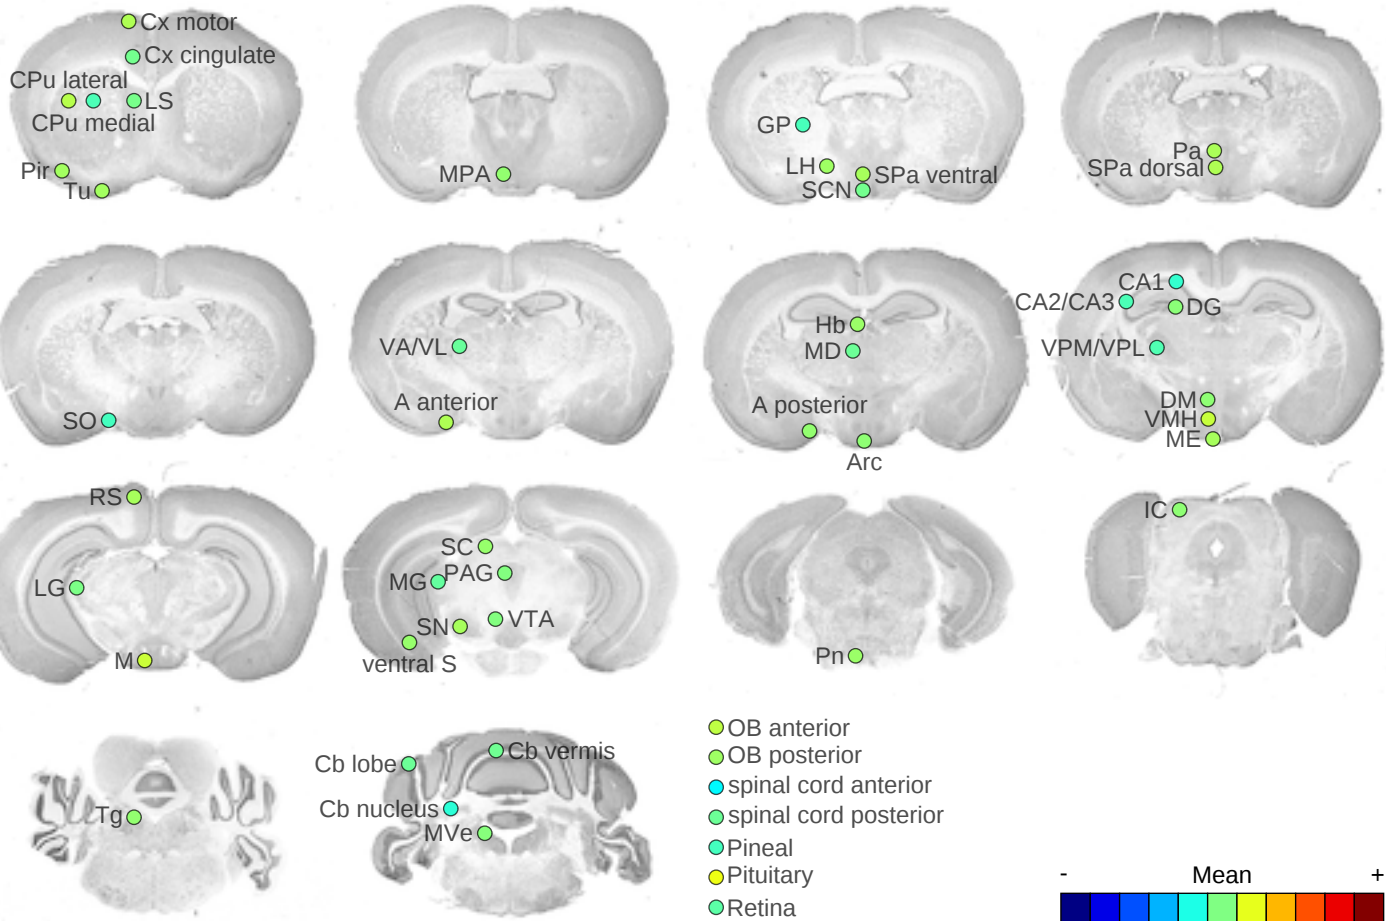 Cx motor
Cx cingulate
CPu lateral
LS
CPu medial
Pir
Tu
MPA
GP
LH
SPa ventral
SCN
Pa
SPa dorsal
SO
VA/VL
A anterior
Hb
MD
A posterior
Arc
CA1
CA2/CA3
DG
VPM/VPL
DM
VMH
ME
RS
LG
M
SC
MG
PAG
SN
VTA
ventral S
Pn
IC
Tg
Cb lobe
Cb vermis
Cb nucleus
MVe
OB anterior
OB posterior
spinal cord anterior
spinal cord posterior
Pineal
Pituitary
Retina
- Mean +